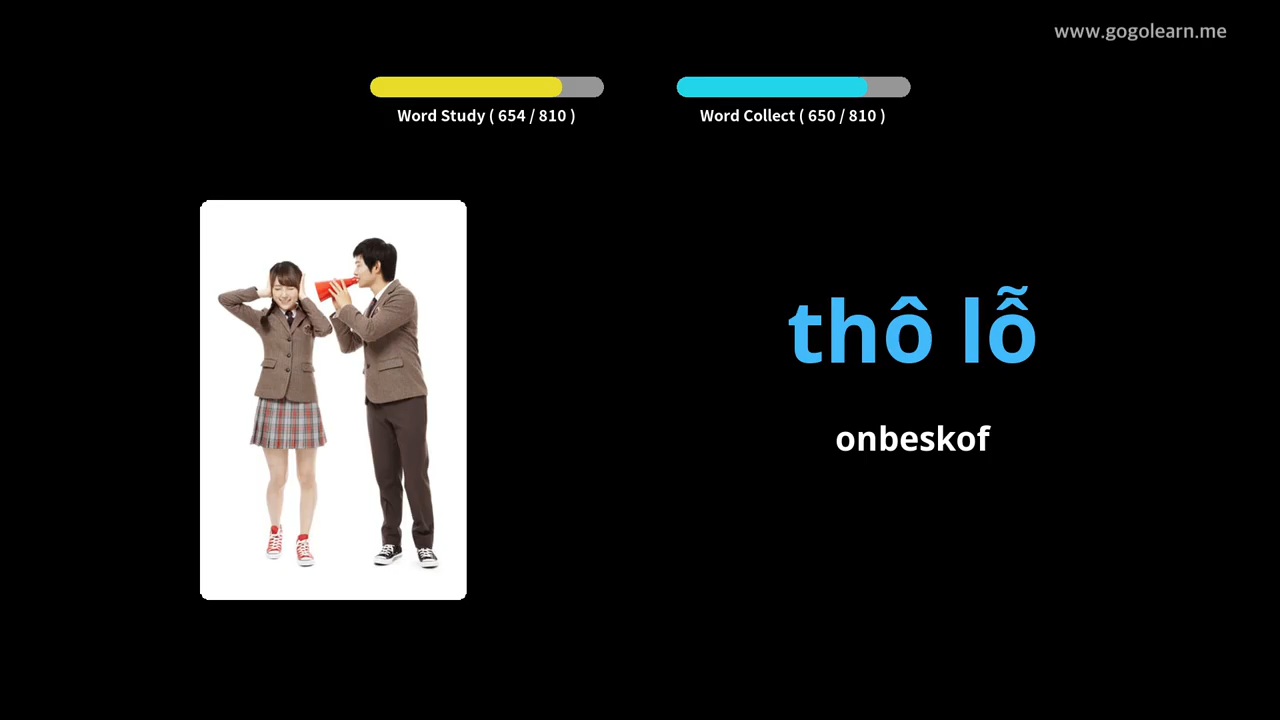 www.gogolearn.me
Word Study ( 654 / 810 )
Word Collect ( 650 / 810 )
thô lỗ
onbeskof